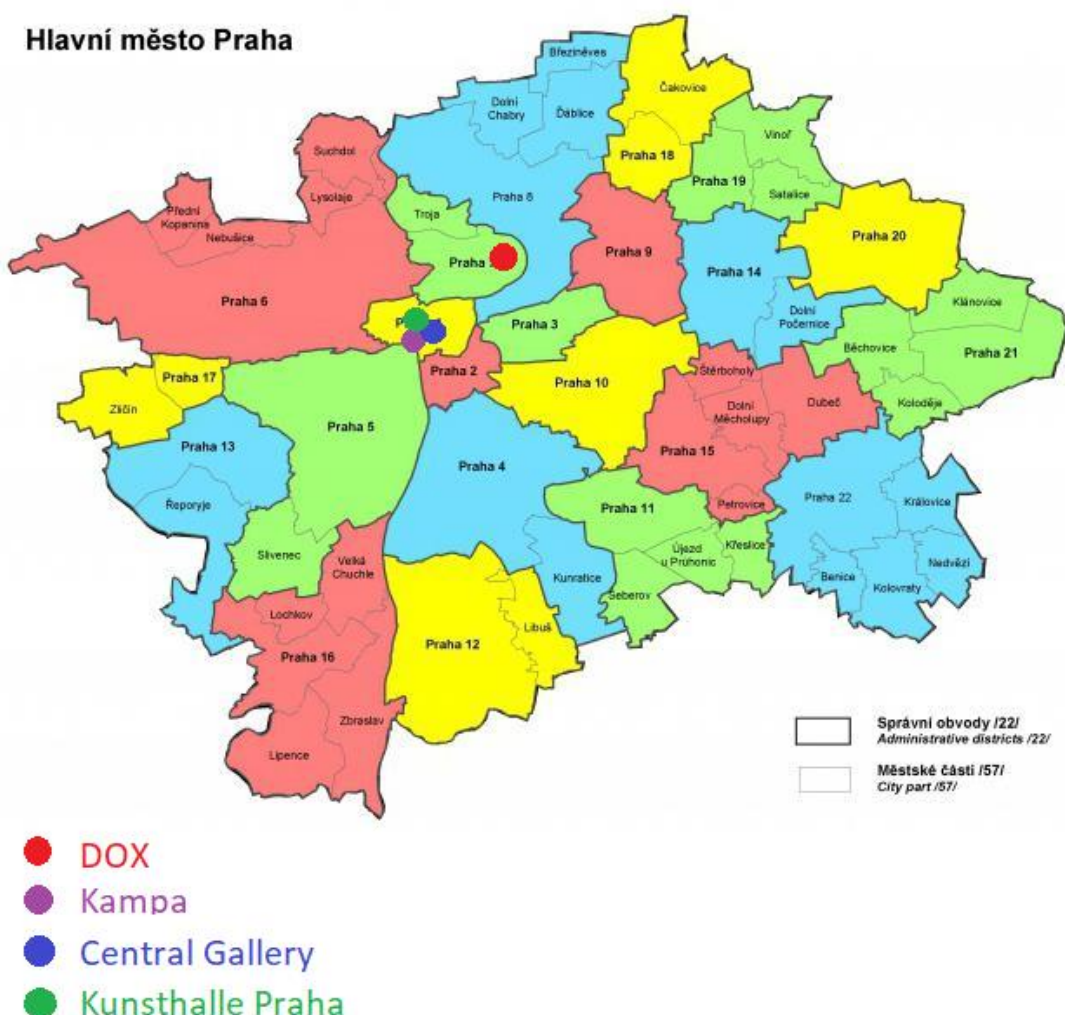 Hlavní město Praha
Březiněves
Čakovice
Dolní
Chabry
Ďáblice
Vinoř
Suchdol
Praha 18
Praha 19
Satalice
Lysolaje
Praha 8
Přední
Kopanina
Troja
Nebušice
Praha 20
Praha
Praha 9
Praha 14
Praha 6
Klánovice
Dolní
Počernice
Praha 3
Běchovice
Praha 21
Praha 2
Štěrboholy
Praha 17
Praha 10
Dubeč
Koloděje
Zličín
Dolní
Měcholupy
Praha 5
Praha 13
Praha 4
Praha 15
Praha 22
Královice
Řeporyje
Petrovice
Praha 11
Křeslice
Slivenec
Velká
Chuchle
Újezd
u Pruhonic
Nedvězí
Kunratice
Benice
Kolovraty
Šeberov
Lochkov
Libuš
Praha 12
Praha 16
Zbraslav
Lipence
Správní obvody /22/
Administrative districts /22/
Městské části /57/
City part /57/
DOX
Kampa
Central Gallery
Kunsthalle Praha